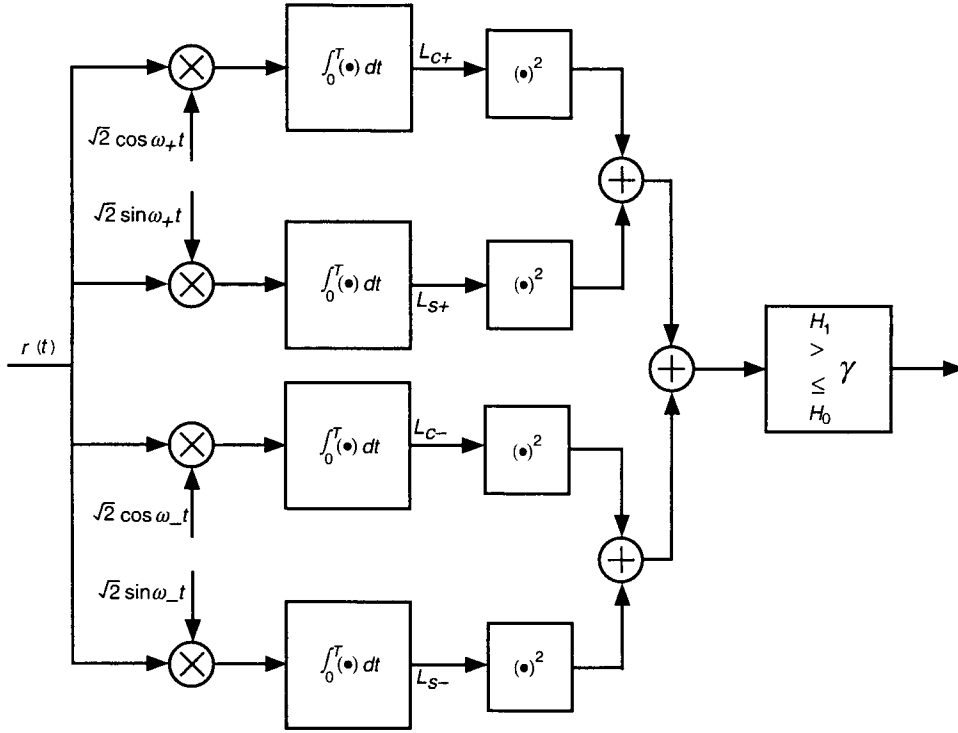 ∫₀ᵀ(•) dt
L_C+
(•)²
√2 cos ω₊t
√2 sin ω₊t
∫₀ᵀ(•) dt
L_S+
(•)²
r (t)
H₁
>
γ
≤
H₀
∫₀ᵀ(•) dt
L_C−
(•)²
√2 cos ω₋t
√2 sin ω₋t
∫₀ᵀ(•) dt
L_S−
(•)²